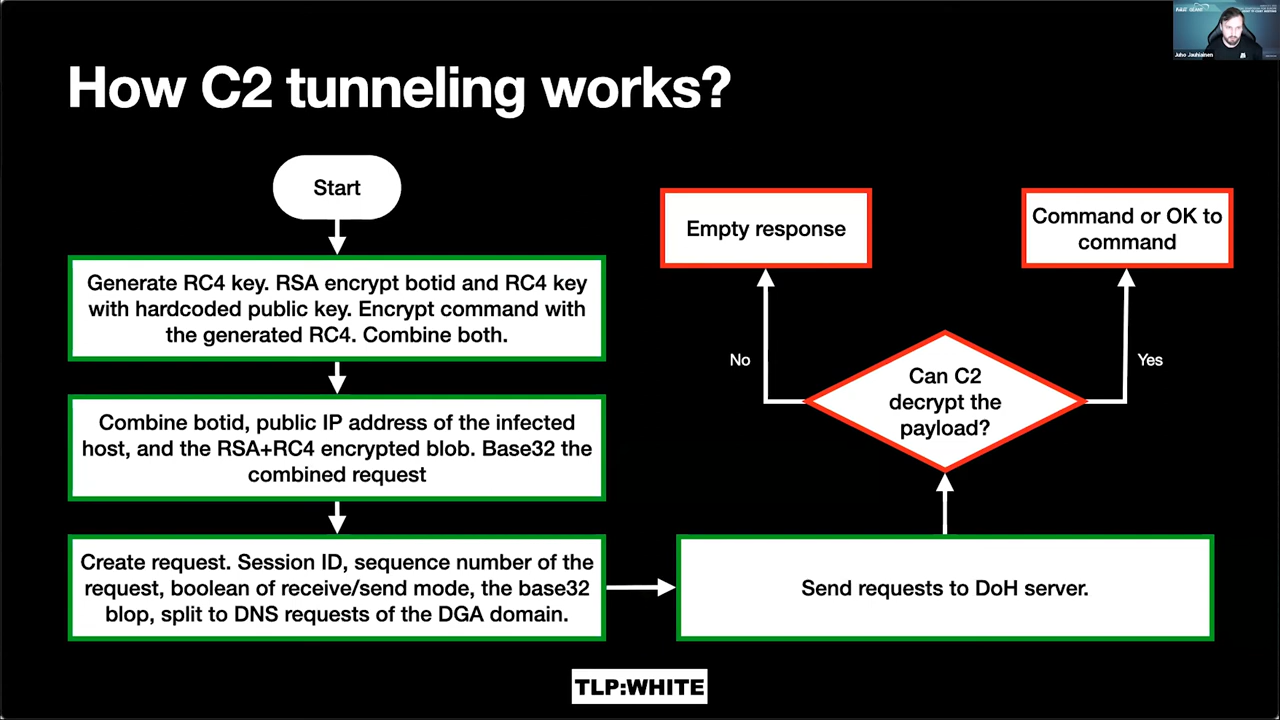 How C2 tunneling works?
Start
Generate RC4 key. RSA encrypt botid and RC4 key
with hardcoded public key. Encrypt command with
the generated RC4. Combine both.
Combine botid, public IP address of the infected
host, and the RSA+RC4 encrypted blob. Base32 the
combined request
Create request. Session ID, sequence number of the
request, boolean of receive/send mode, the base32
blop, split to DNS requests of the DGA domain.
Send requests to DoH server.
Can C2
decrypt the
payload?
No
Yes
Empty response
Command or OK to
command
TLP:WHITE
Juho Jauhiainen